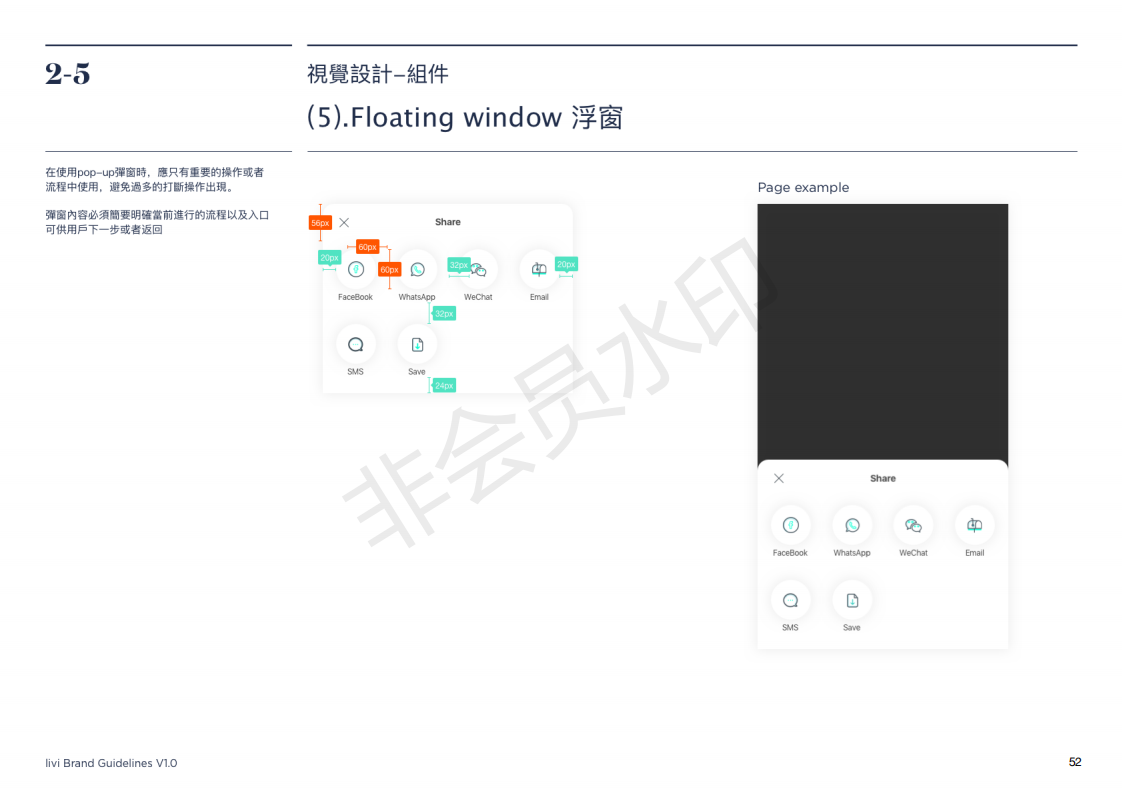 2-5
視覺設計–組件
(5).Floating window 浮窗
在使用pop–up彈窗時，應只有重要的操作或者
流程中使用，避免過多的打斷操作出現。
彈窗內容必須簡要明確當前進行的流程以及入口
可供用戶下一步或者返回
56px
Share
20px
60px
60px
32px
20px
FaceBook
WhatsApp
WeChat
Email
32px
SMS
Save
24px
Page example
Share
FaceBook
WhatsApp
WeChat
Email
SMS
Save
非会员水印
livi Brand Guidelines V1.0
52